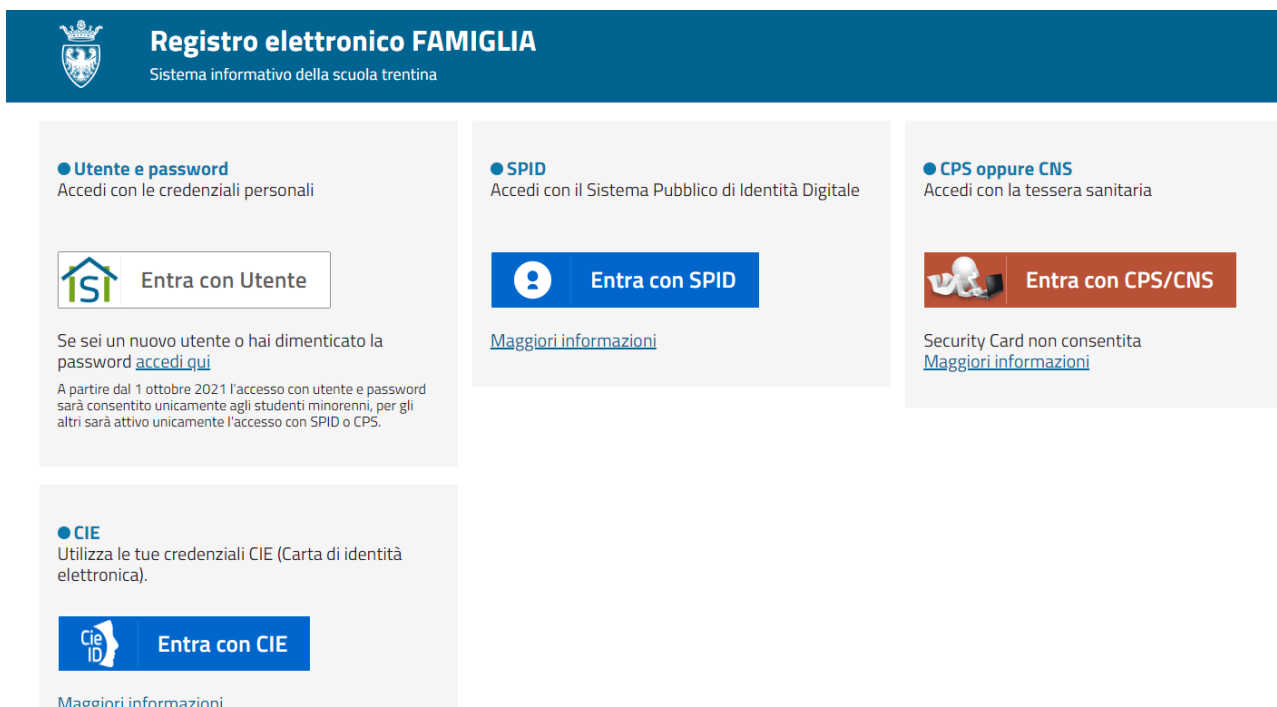 Registro elettronico FAMIGLIA
Sistema informativo della scuola trentina
Utente e password
Accedi con le credenziali personali
iSi
Entra con Utente
Se sei un nuovo utente o hai dimenticato la
password accedi qui
A partire dal 1 ottobre 2021 l'accesso con utente e password
sarà consentito unicamente agli studenti minorenni, per gli
altri sarà attivo unicamente l'accesso con SPID o CPS.
SPID
Accedi con il Sistema Pubblico di Identità Digitale
Entra con SPID
Maggiori informazioni
CPS oppure CNS
Accedi con la tessera sanitaria
Entra con CPS/CNS
Security Card non consentita
Maggiori informazioni
CIE
Utilizza le tue credenziali CIE (Carta di identità
elettronica).
Cie
ID
Entra con CIE
Maggiori informazioni